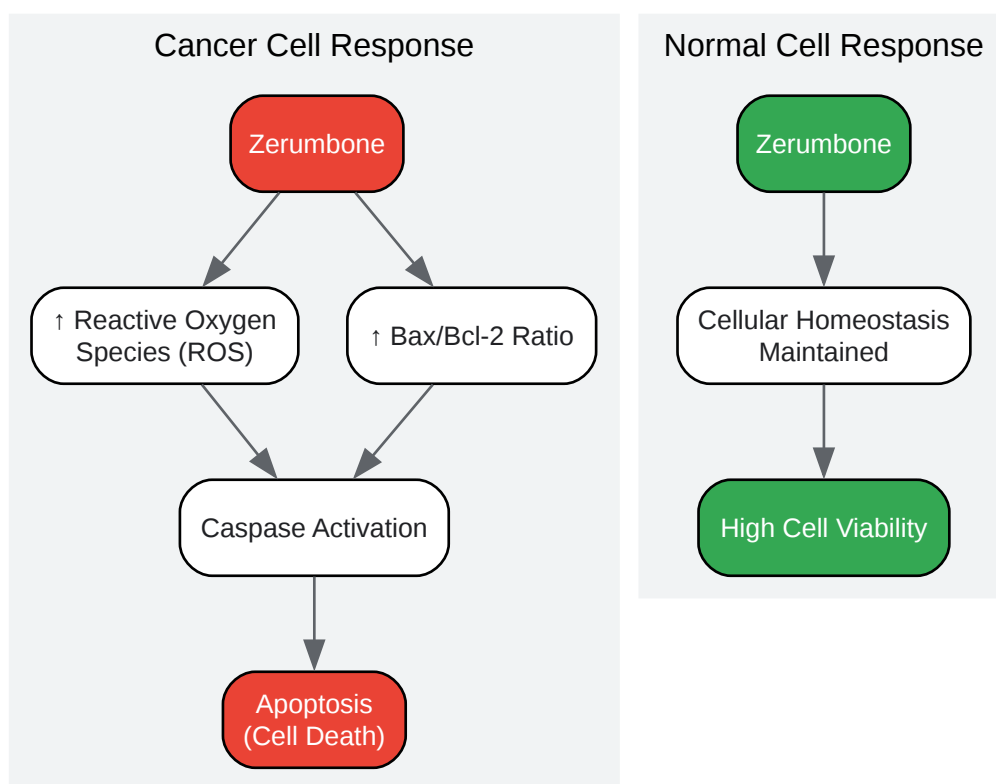 Cancer Cell Response
Zerumbone
↑ Reactive Oxygen
Species (ROS)
↑ Bax/Bcl-2 Ratio
Caspase Activation
Apoptosis
(Cell Death)
Normal Cell Response
Zerumbone
Cellular Homeostasis
Maintained
High Cell Viability